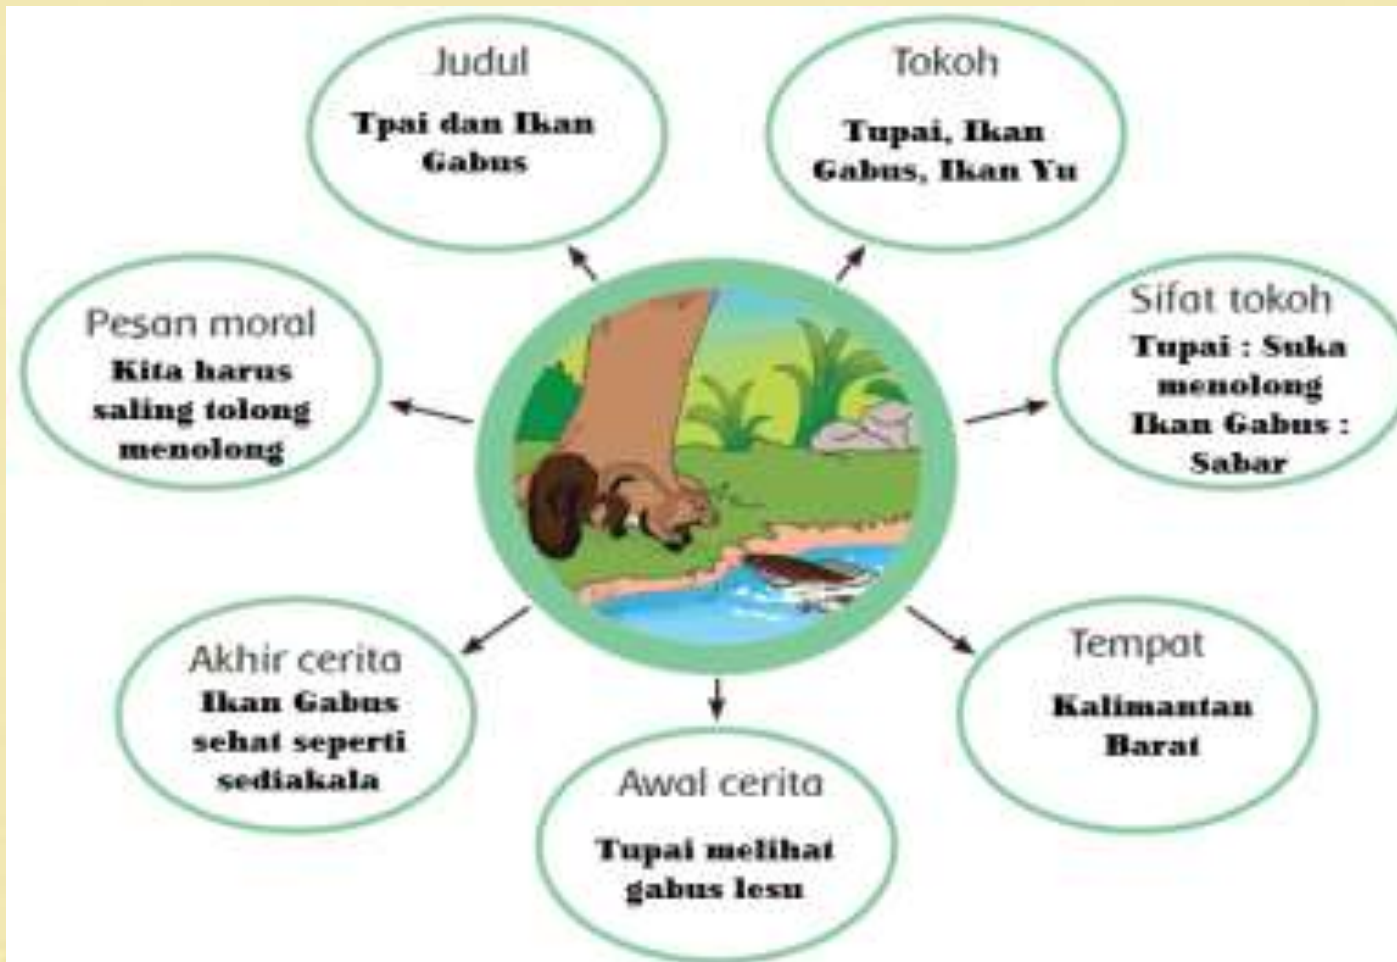 Judul
Tpai dan Ikan
Gabus
Tokoh
Tupai, Ikan
Gabus, Ikan Yu
Pesan moral
Kita harus
saling tolong
menolong
Sifat tokoh
Tupai : Suka
menolong
Ikan Gabus :
Sabar
Akhir cerita
Ikan Gabus
sehat seperti
sediakala
Awal cerita
Tupai melihat
gabus lesu
Tempat
Kalimantan
Barat